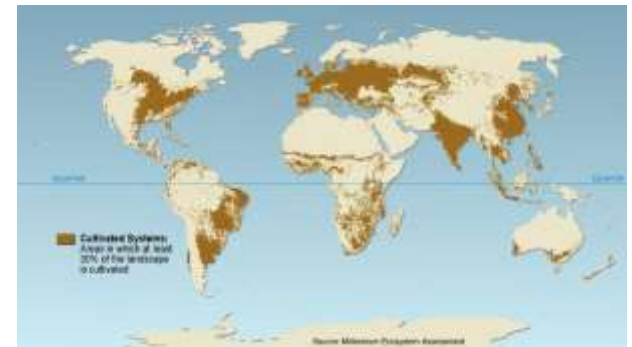 Equator
Equator
Cultivated Systems:
Areas in which at least
30% of the landscape
is cultivated
Source: Millennium Ecosystem Assessment